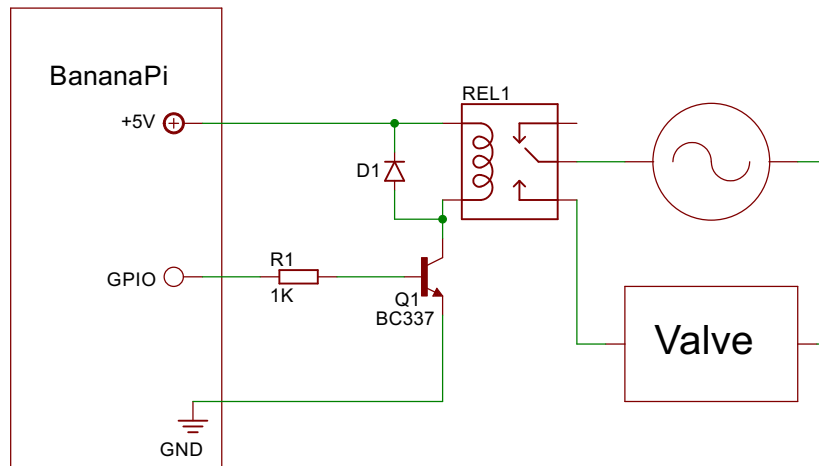 BananaPi
REL1
+5V
D1
GPIO
R1
1K
Q1
BC337
Valve
GND